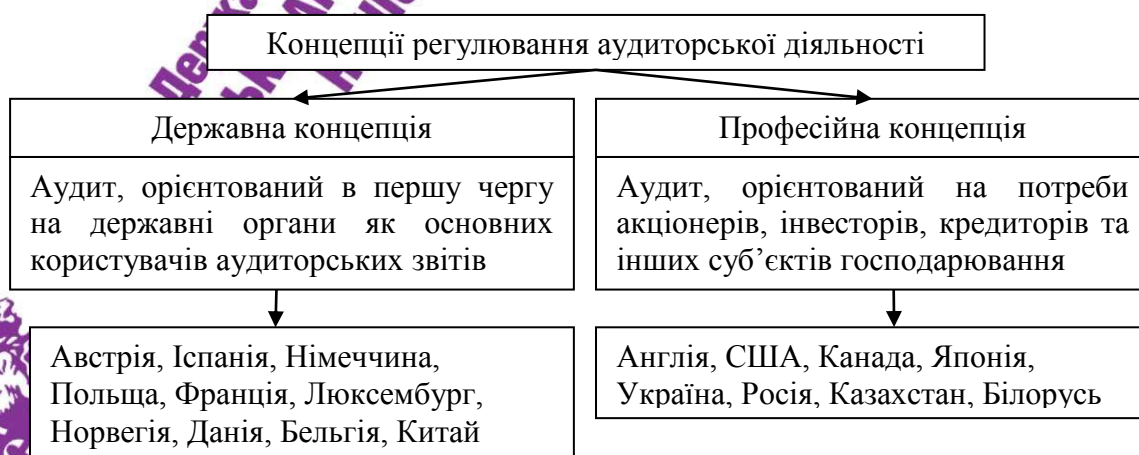 Концепції регулювання аудиторської діяльності
Державна концепція
Аудит, орієнтований в першу чергу
на державні органи як основних
користувачів аудиторських звітів
Австрія, Іспанія, Німеччина,
Польща, Франція, Люксембург,
Норвегія, Данія, Бельгія, Китай
Професійна концепція
Аудит, орієнтований на потреби
акціонерів, інвесторів, кредиторів та
інших суб’єктів господарювання
Англія, США, Канада, Японія,
Україна, Росія, Казахстан, Білорусь